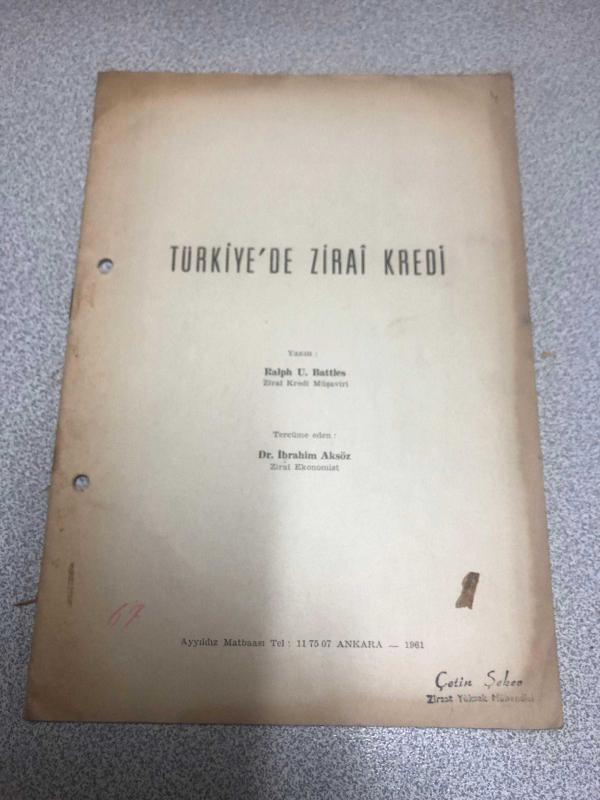 TÜRKİYE'DE ZİRAÎ KREDİ
Yazan :
Ralph U. Battles
Ziraî Kredi Müşaviri
Tercüme eden :
Dr. İbrahim Aksöz
Ziraî Ekonomist
67
Ayyıldız Matbaası Tel : 11 75 07 ANKARA — 1961
Çetin Şeker
Ziraat Yüksek Mühendisi